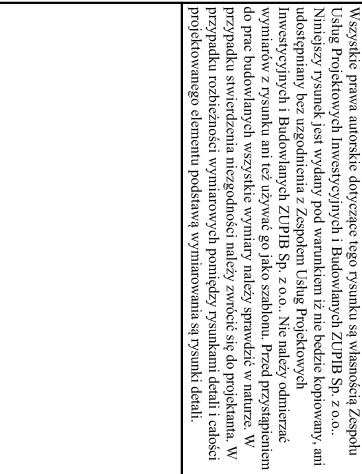 Wszystkie prawa autorskie dotyczące tego rysunku są własnością Zespołu
Usług Projektowych Inwestycyjnych i Budowlanych ZUPIB Sp. z o.o..
Niniejszy rysunek jest wydany pod warunkiem iż nie bedzie kopiowany, ani
udostępniany bez uzgodnienia z Zespołem Usług Projektowych
Inwestycyjnych i Budowlanych ZUPIB Sp. z o.o.. Nie należy odmierzać
wymiarów z rysunku ani też używać go jako szablonu. Przed przystąpieniem
do prac budowlanych wszystkie wymiary należy sprawdzić w naturze. W
przypadku stwierdzenia niezgodności należy zwrócić się do projektanta. W
przypadku rozbieżności wymiarowych pomiędzy rysunkami detali i całości
projektowanego elementu podstawą wymiarowania są rysunki detali.